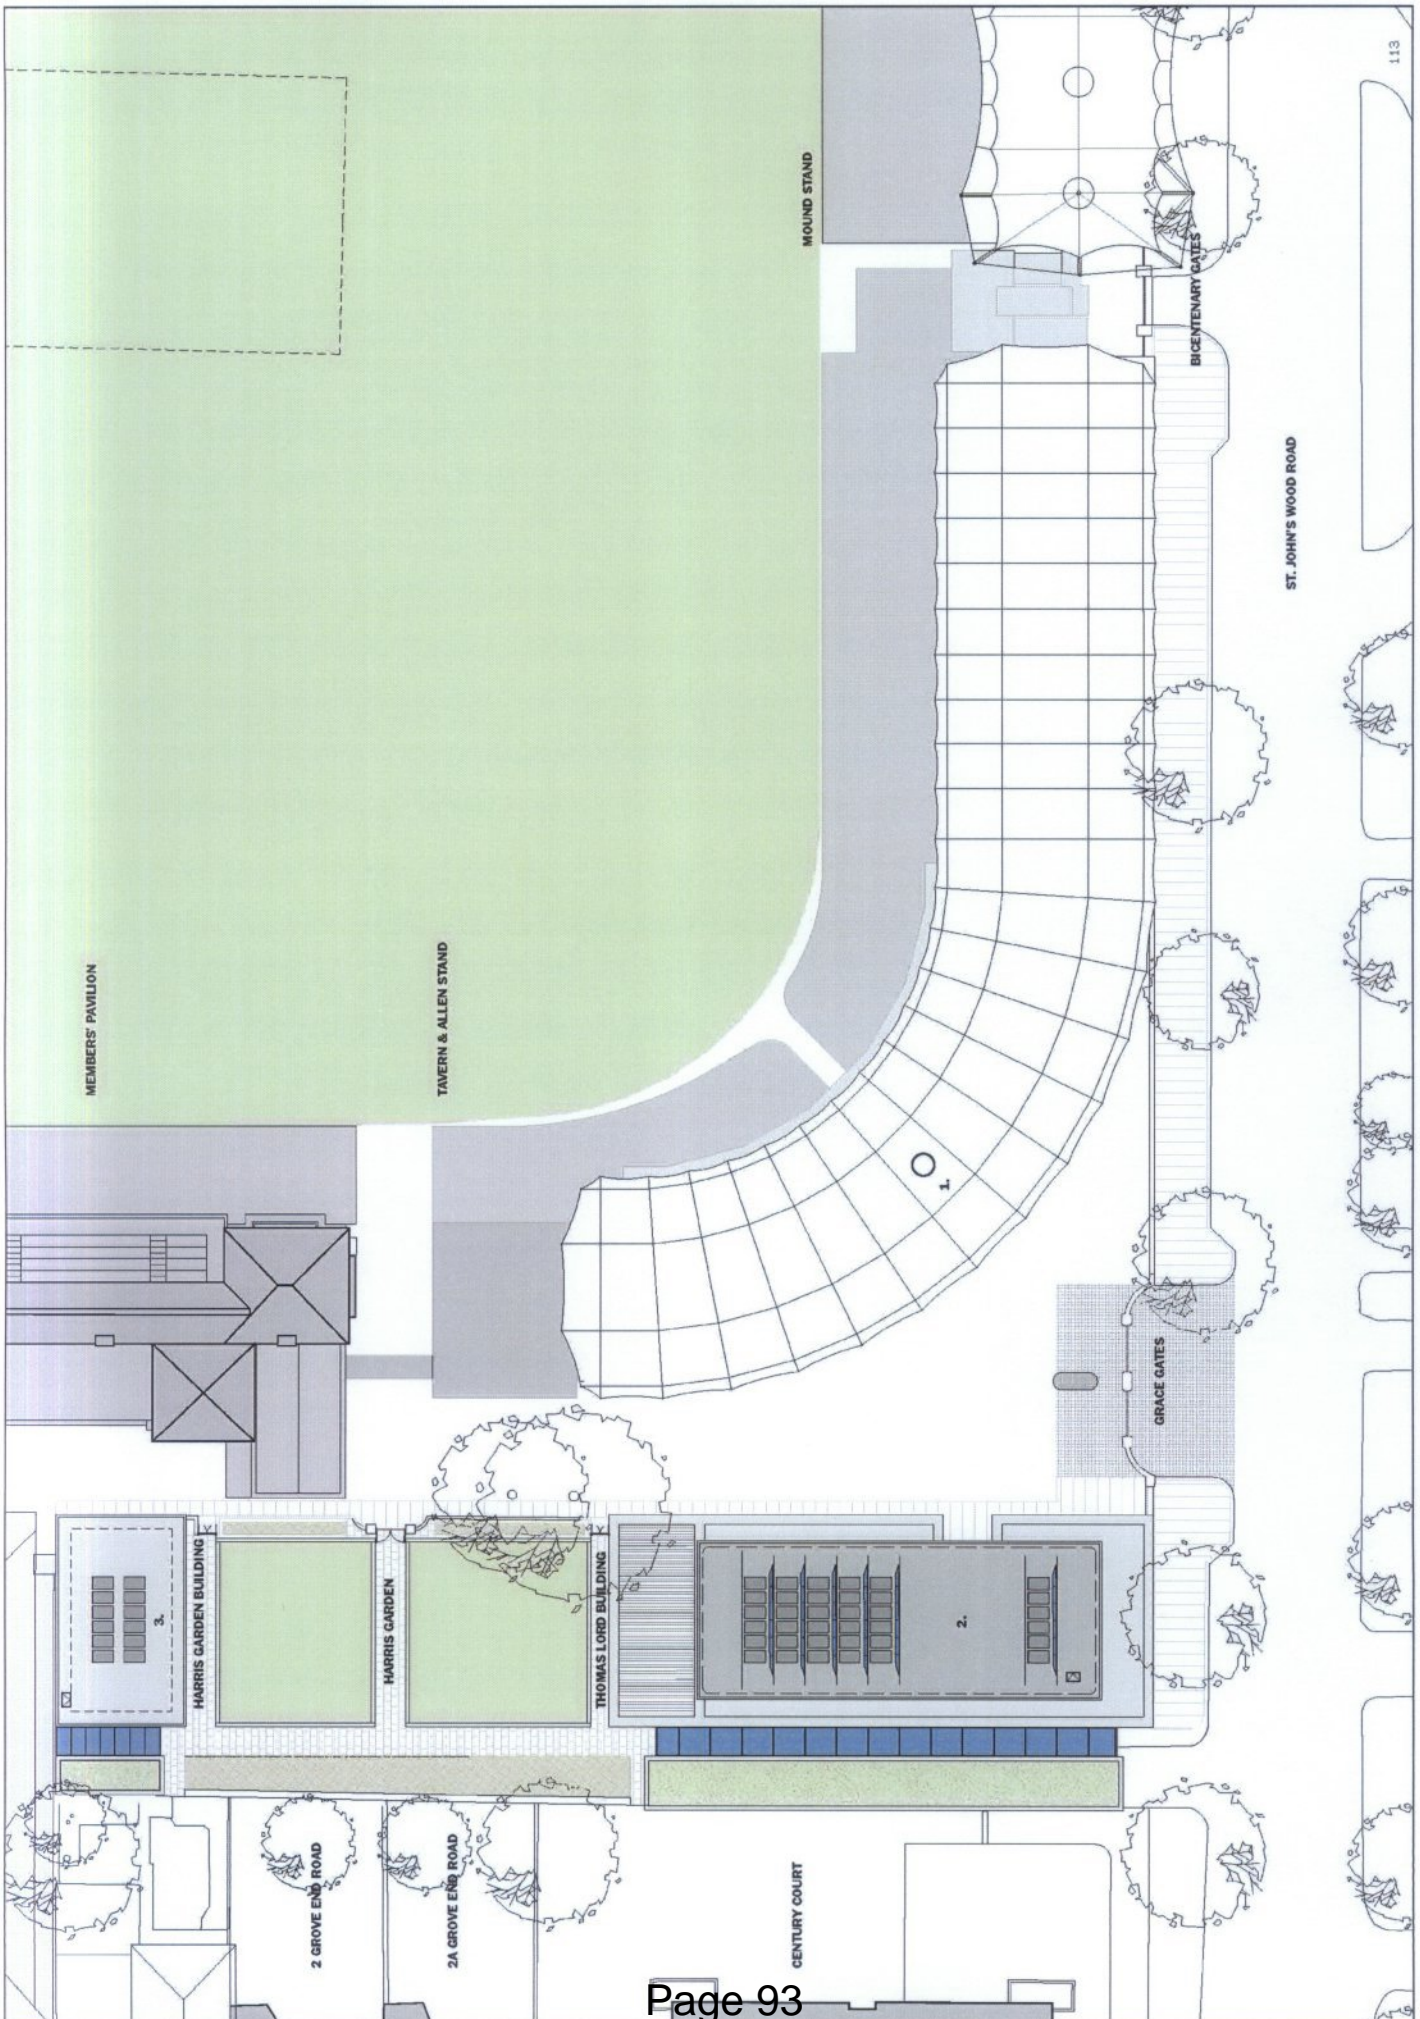 113
MOUND STAND
BICENTENARY GATES
ST. JOHN'S WOOD ROAD
MEMBERS' PAVILION
TAVERN & ALLEN STAND
1.
GRACE GATES
3.
HARRIS GARDEN BUILDING
HARRIS GARDEN
THOMAS LORD BUILDING
2.
2 GROVE END ROAD
2A GROVE END ROAD
CENTURY COURT
Page 93